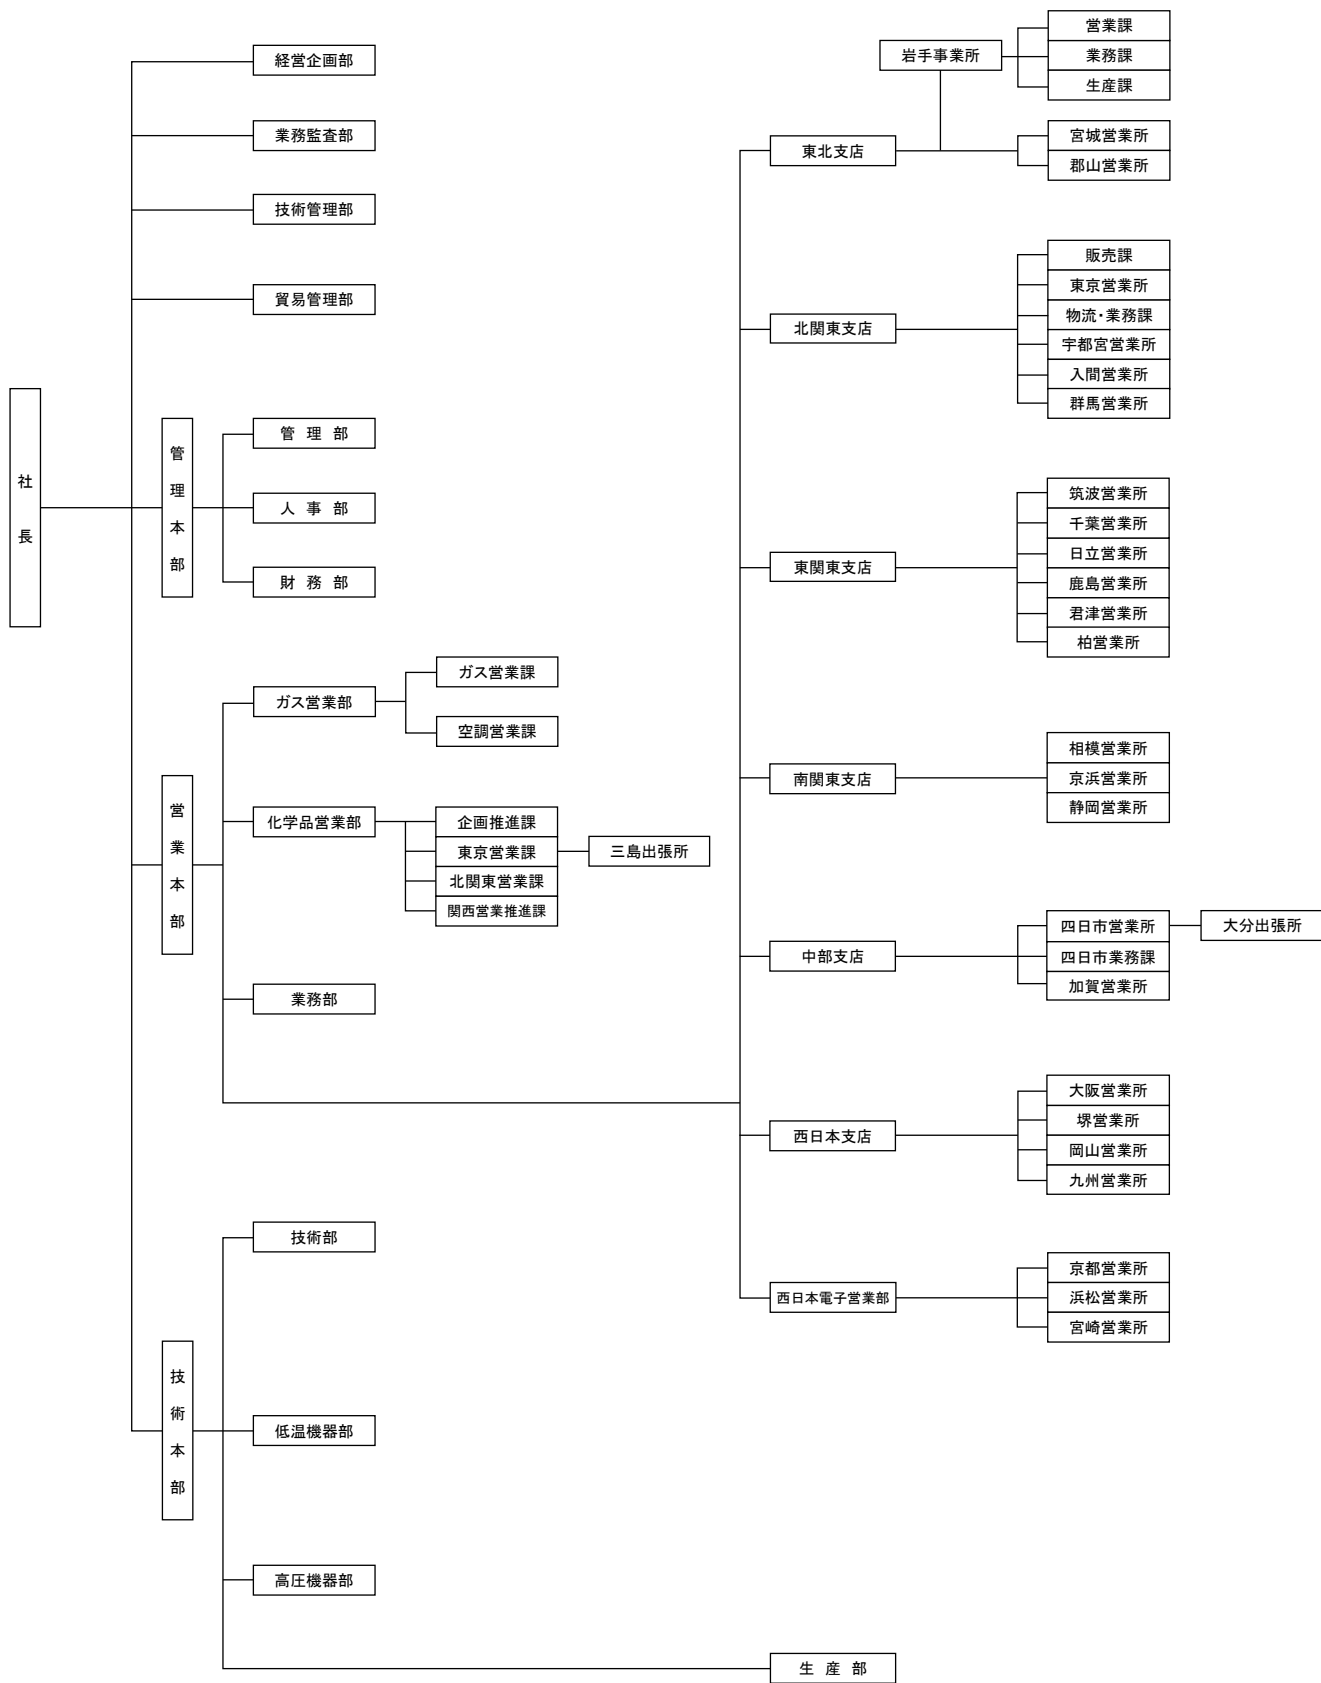 社長
経営企画部
業務監査部
技術管理部
貿易管理部
管理本部
管理部
人事部
財務部
営業本部
ガス営業部
ガス営業課
空調営業課
化学品営業部
企画推進課
東京営業課
三島出張所
北関東営業課
関西営業推進課
業務部
東北支店
岩手事業所
営業課
業務課
生産課
宮城営業所
郡山営業所
北関東支店
販売課
東京営業所
物流・業務課
宇都宮営業所
入間営業所
群馬営業所
東関東支店
筑波営業所
千葉営業所
日立営業所
鹿島営業所
君津営業所
柏営業所
南関東支店
相模営業所
京浜営業所
静岡営業所
中部支店
四日市営業所
大分出張所
四日市業務課
加賀営業所
西日本支店
大阪営業所
堺営業所
岡山営業所
九州営業所
西日本電子営業部
京都営業所
浜松営業所
宮崎営業所
技術本部
技術部
低温機器部
高圧機器部
生産部